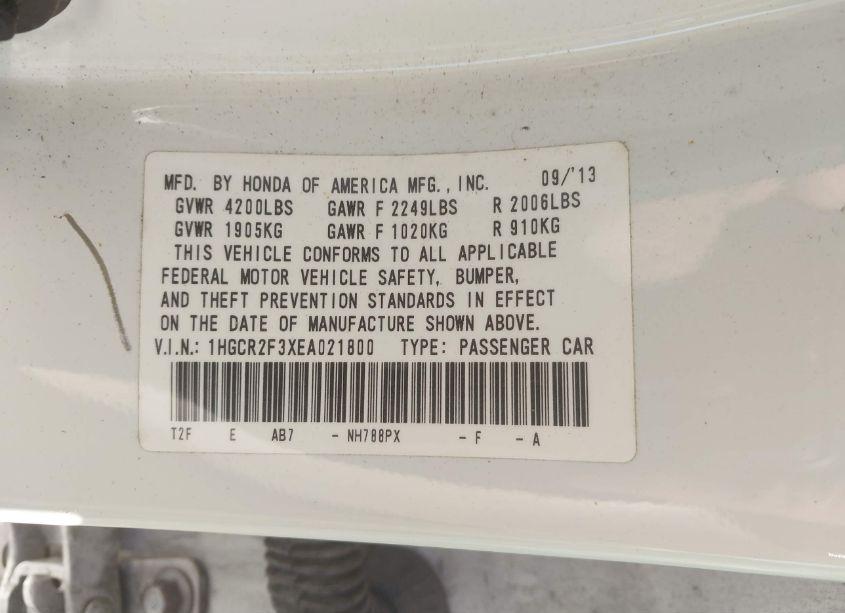 MFD. BY HONDA OF AMERICA MFG., INC. 09/'13
GVWR 4200LBS GAWR F 2249LBS R 2006LBS
GVWR 1905KG GAWR F 1020KG R 910KG
THIS VEHICLE CONFORMS TO ALL APPLICABLE
FEDERAL MOTOR VEHICLE SAFETY, BUMPER,
AND THEFT PREVENTION STANDARDS IN EFFECT
ON THE DATE OF MANUFACTURE SHOWN ABOVE.
V.I.N.: 1HGCR2F3XEA021800 TYPE: PASSENGER CAR
T2F E AB7 - NH788PX - F - A